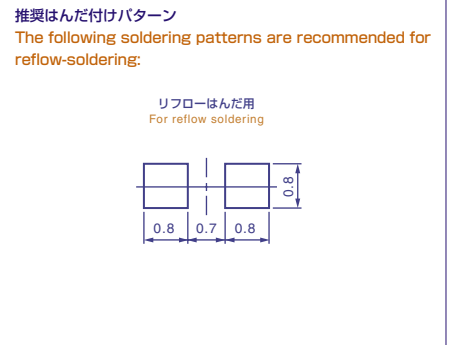 推奨はんだ付けパターン
The following soldering patterns are recommended for
reflow-soldering:
リフローはんだ用
For reflow soldering
0.8
0.8 0.7 0.8